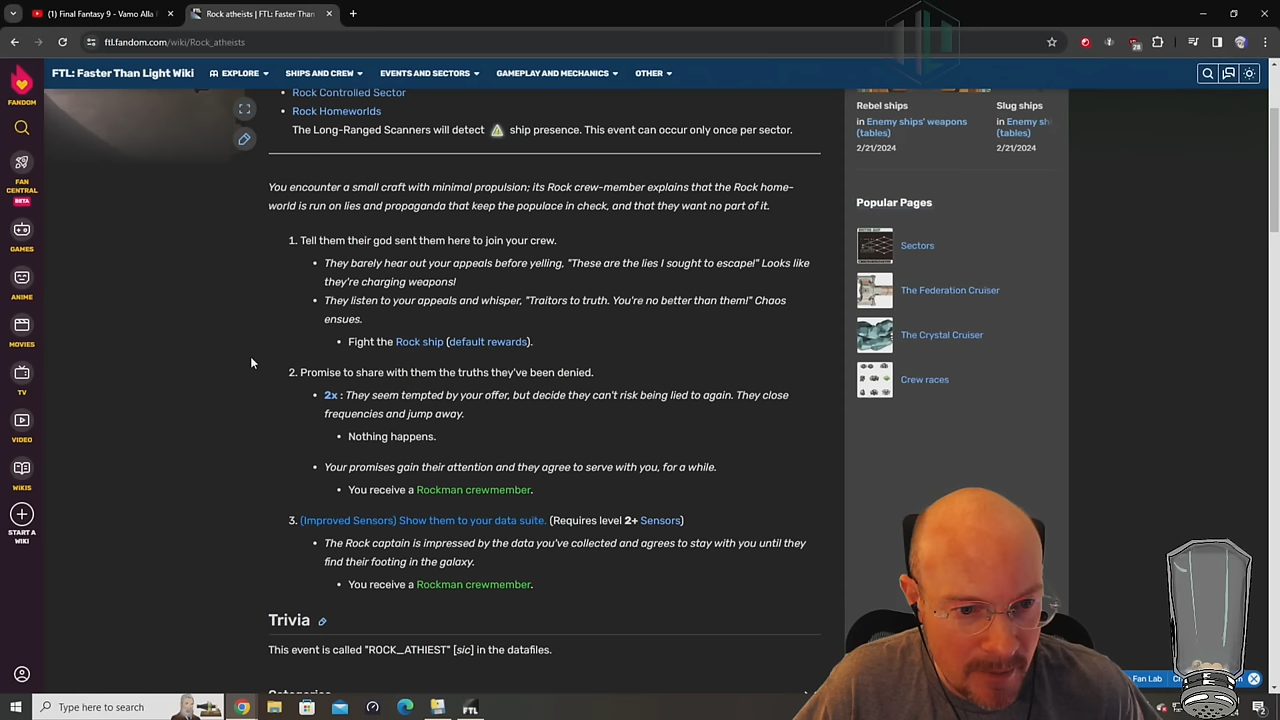 (1) Final Fantasy 9 - Vamo Alla F
Rock atheists | FTL: Faster Than
ftl.fandom.com/wiki/Rock_atheists
28
FTL: Faster Than Light Wiki
EXPLORE
SHIPS AND CREW
EVENTS AND SECTORS
GAMEPLAY AND MECHANICS
OTHER
FANDOM
FAN CENTRAL
BETA
GAMES
ANIME
MOVIES
TV
VIDEO
WIKIS
START A WIKI
Rock Controlled Sector
Rock Homeworlds
The Long-Ranged Scanners will detect ship presence. This event can occur only once per sector.
You encounter a small craft with minimal propulsion; its Rock crew-member explains that the Rock home-
world is run on lies and propaganda that keep the populace in check, and that they want no part of it.
1. Tell them their god sent them here to join your crew.
They barely hear out your appeals before yelling, "These are the lies I sought to escape!" Looks like
they're charging weapons!
They listen to your appeals and whisper, "Traitors to truth. You're no better than them!" Chaos
ensues.
Fight the Rock ship (default rewards).
2. Promise to share with them the truths they've been denied.
2x : They seem tempted by your offer, but decide they can't risk being lied to again. They close
frequencies and jump away.
Nothing happens.
Your promises gain their attention and they agree to serve with you, for a while.
You receive a Rockman crewmember.
3. (Improved Sensors) Show them to your data suite. (Requires level 2+ Sensors)
The Rock captain is impressed by the data you've collected and agrees to stay with you until they
find their footing in the galaxy.
You receive a Rockman crewmember.
Trivia
This event is called "ROCK_ATHIEST" [sic] in the datafiles.
Rebel ships
in Enemy ships' weapons
(tables)
2/21/2024
Slug ships
in Enemy sh
(tables)
2/21/2024
Popular Pages
Sectors
The Federation Cruiser
The Crystal Cruiser
Crew races
Fan Lab
Type here to search
FTL